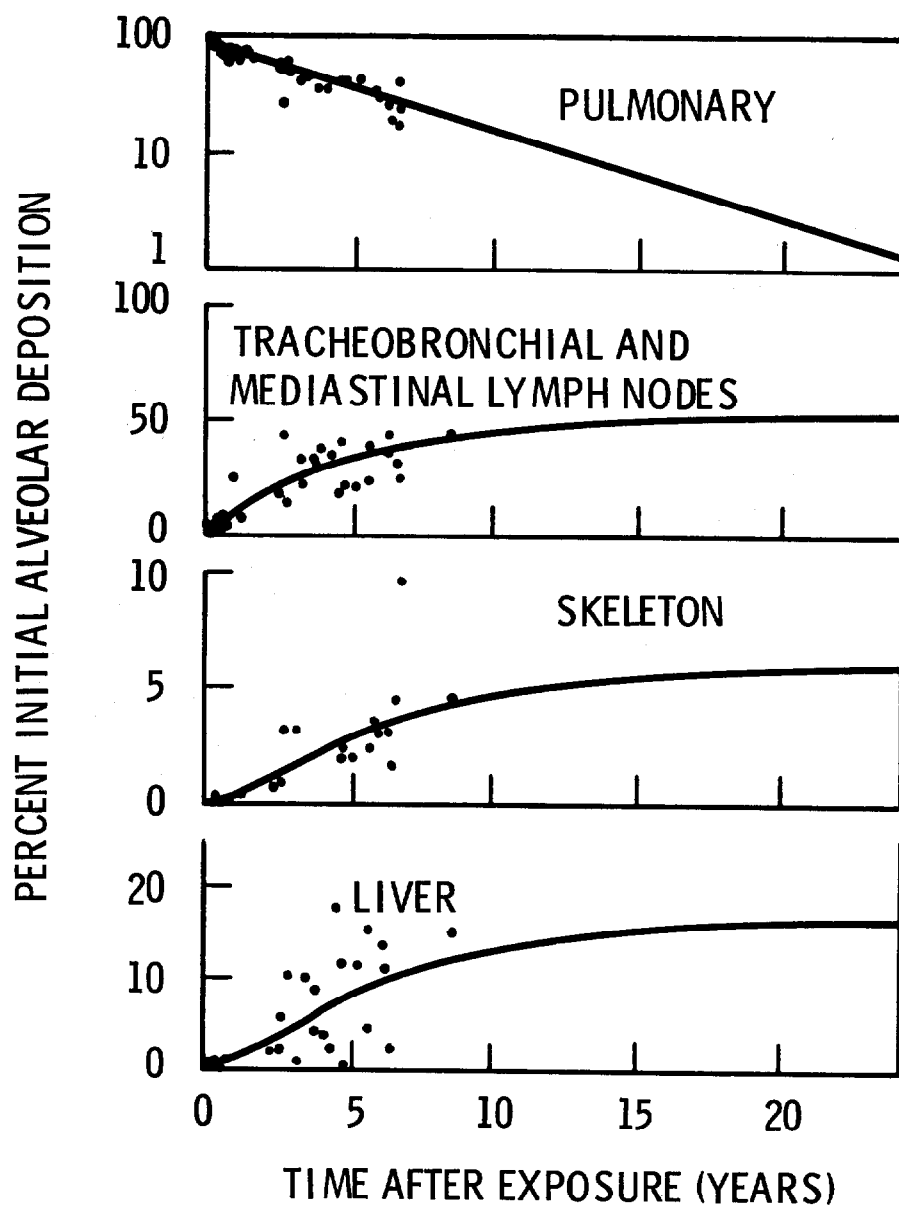 PERCENT INITIAL ALVEOLAR DEPOSITION
100
10
1
PULMONARY
100
50
0
TRACHEOBRONCHIAL AND
MEDIASTINAL LYMPH NODES
10
5
0
SKELETON
20
10
0
LIVER
0 5 10 15 20
TIME AFTER EXPOSURE (YEARS)